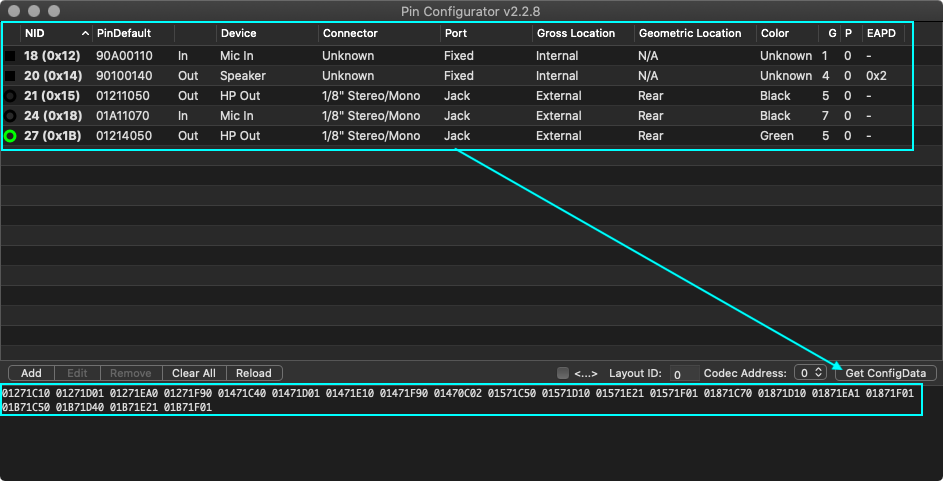 Pin Configurator v2.2.8
NID PinDefault Device Connector Port Gross Location Geometric Location Color G P EAPD
18 (0x12) 90A00110 In Mic In Unknown Fixed Internal N/A Unknown 1 0 -
20 (0x14) 90100140 Out Speaker Unknown Fixed Internal N/A Unknown 4 0 0x2
21 (0x15) 01211050 Out HP Out 1/8" Stereo/Mono Jack External Rear Black 5 0 -
24 (0x18) 01A11070 In Mic In 1/8" Stereo/Mono Jack External Rear Black 7 0 -
27 (0x1B) 01214050 Out HP Out 1/8" Stereo/Mono Jack External Rear Green 5 0 -
Add Edit Remove Clear All Reload <...> Layout ID: 0 Codec Address: 0 Get ConfigData
01271C10 01271D01 01271EA0 01271F90 01471C40 01471D01 01471E10 01471F90 01470C02 01571C50 01571D10 01571E21 01571F01 01871C70 01871D10 01871EA1 01871F01
01B71C50 01B71D40 01B71E21 01B71F01